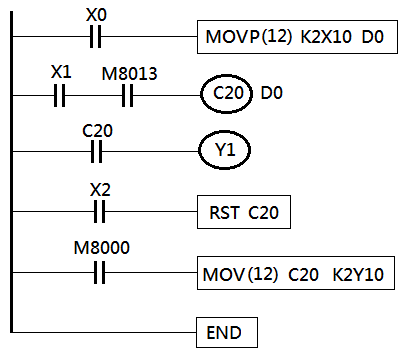 X0
MOVP(12) K2X10 D0
X1 M8013
C20 D0
C20
Y1
X2
RST C20
M8000
MOV(12) C20 K2Y10
END